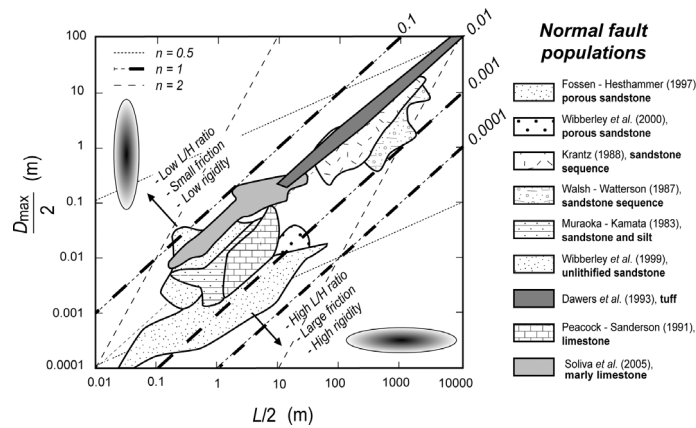 100
10
1
0.1
0.01
0.001
0.0001
D_max/2 (m)
0.01
0.1
1
10
100
1000
10000
L/2 (m)
n = 0.5
n = 1
n = 2
0.1
0.01
0.001
0.0001
- Low L/H ratio
- Small friction
- Low rigidity
- High L/H ratio
- Large friction
- High rigidity
Normal fault
populations
Fossen - Hesthammer (1997)
porous sandstone
Wibberley et al. (2000),
porous sandstone
Krantz (1988), sandstone
sequence
Walsh - Watterson (1987),
sandstone sequence
Muraoka - Kamata (1983),
sandstone and silt
Wibberley et al. (1999),
unlithified sandstone
Dawers et al. (1993), tuff
Peacock - Sanderson (1991),
limestone
Soliva et al. (2005),
marly limestone